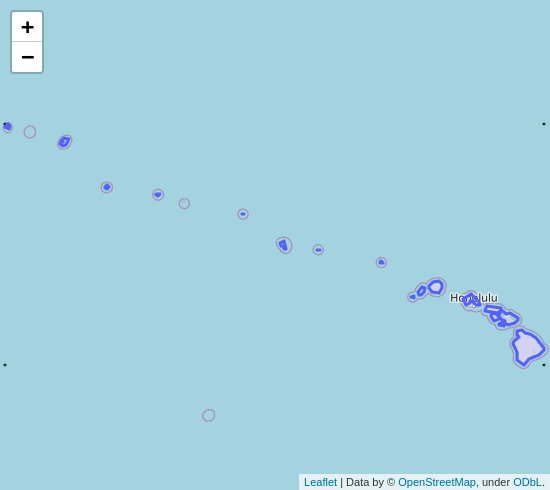 +
−
Honolulu
Leaflet | Data by © OpenStreetMap, under ODbL.